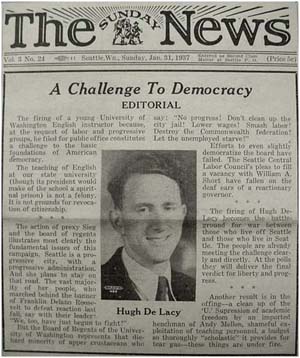 The SUNDAY News
Vol. 3 No. 24
Seattle, Wn., Sunday, Jan. 31, 1937
Entered as Second Class
Matter at Seattle P. O.
(Price 5c)
A Challenge To Democracy
EDITORIAL
The firing of a young University of
Washington English instructor because,
at the request of labor and progressive
groups, he filed for public office constitutes
a challenge to the basic
foundations of American
democracy.
The teaching of English
at our state university
(though its president would
make of the school a spiritual
prison) is not a felony. It
is not grounds for revocation
of citizenship.
* * *
The action of prexy Sieg
and the board of regents
illustrates most clearly the
fundamental issues of this
campaign. Seattle is a progressive
city, with a
progressive administration.
And she plans to stay on
that road. The vast majority
of her people, who
marched behind the banner
of Franklin Delano Roosevelt
to defeat reaction last
fall, say with their leader:
"We, too, have just begun to fight!"
But the Board of Regents of the University
of Washington represents that diehard
minority of upper crusteaceans who
Hugh De Lacy
say: "No progress! Don't clean up the
city jail! Lower wages! Smash labor!
Destroy the Commonwealth federation!
Let the unemployed starve!"
Efforts to even slightly
democratize the board have
failed. The Seattle Central
Labor Council's pleas to fill
a vacancy with William A.
Short have fallen on the
deaf ears of a reactionary
governor.
* * *
The firing of Hugh De
Lacy becomes the battleground
for war between
those who live off Seattle
and those who live in Seattle.
The people are already
meeting the challenge clearly
and directly. At the polls
they will deliver the final
verdict for liberty and progress.
* * *
Another result is in the
offing—a clean up of the
U. Suppression of academic
freedom by an imported
henchman of Andy Mellon, shameful exploitation
of teaching personnel, a budget
so thoroughly "scholastic" it provides for
tear gas—these things are under fire.